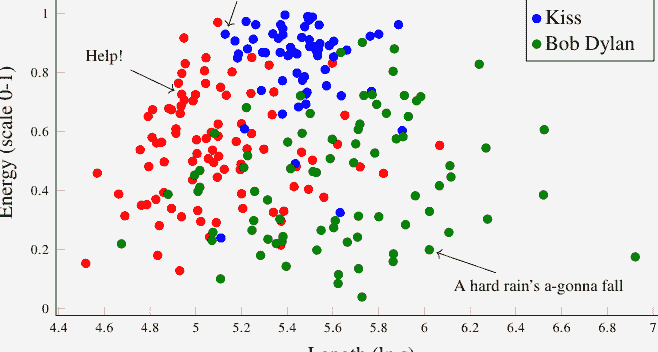 1
Kiss
Bob Dylan
Help!
0.8
0.6
0.4
0.2
0
Energy (scale 0-1)
A hard rain's a-gonna fall
4.4 4.6 4.8 5 5.2 5.4 5.6 5.8 6 6.2 6.4 6.6 6.8 7